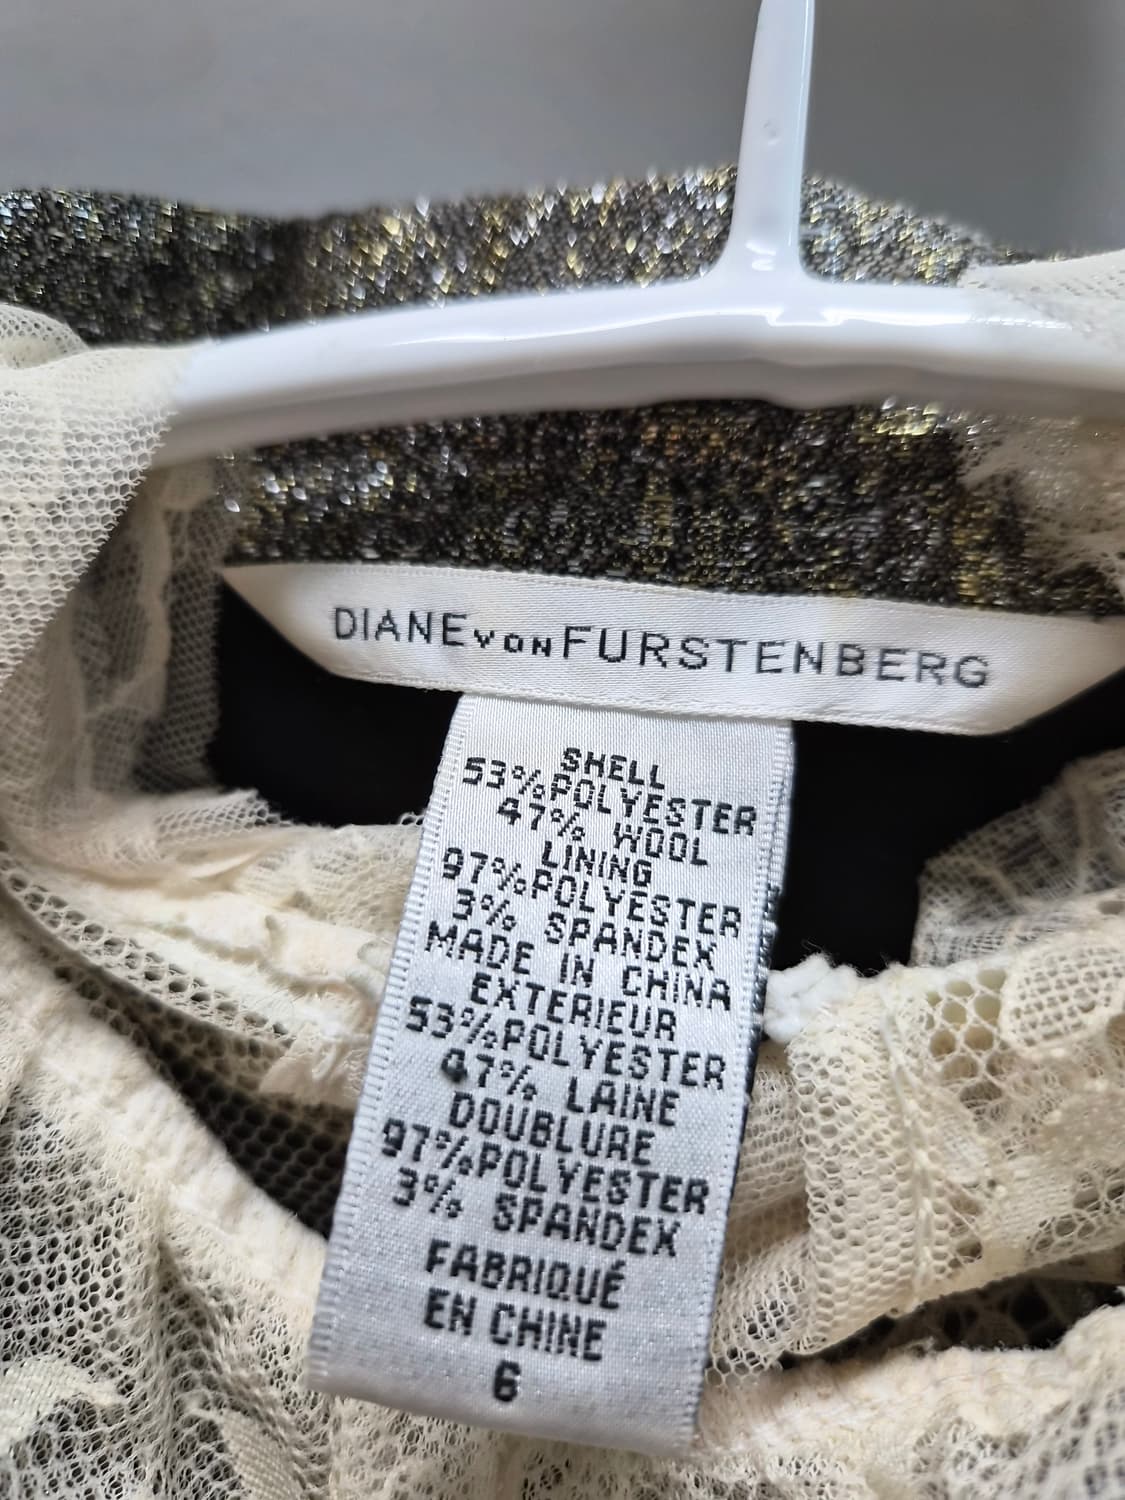 DIANE VON FURSTENBERG
SHELL
53%POLYESTER
47% WOOL
LINING
97%POLYESTER
3% SPANDEX
MADE IN CHINA
EXTERIEUR
53%POLYESTER
47% LAINE
DOUBLURE
97%POLYESTER
3% SPANDEX
FABRIQUÉ
EN CHINE
6